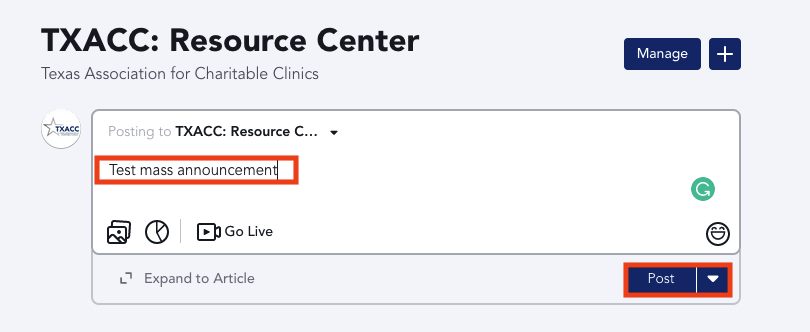 TXACC: Resource Center
Texas Association for Charitable Clinics
Manage
TXACC
Posting to TXACC: Resource C...
Test mass announcement
Go Live
Expand to Article
Post